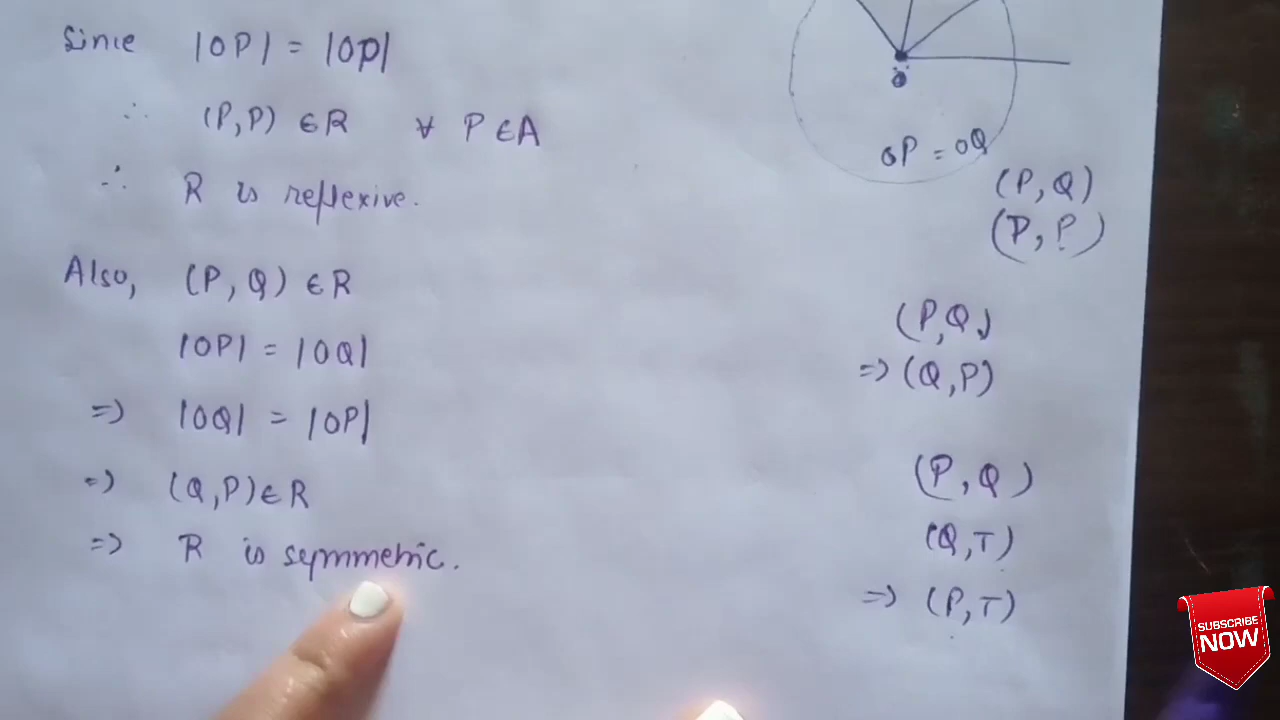 Since |OP| = |OP|
∴ (P,P) ∈ R ∀ P ∈ A
∴ R is reflexive.
Also, (P, Q) ∈ R
|OP| = |OQ|
=> |OQ| = |OP|
=> (Q,P) ∈ R
=> R is symmetric.
O
OP = OQ
(P, Q)
(P, P)
(P,Q)
=> (Q,P)
(P, Q)
(Q,T)
=> (P,T)
SUBSCRIBE
NOW